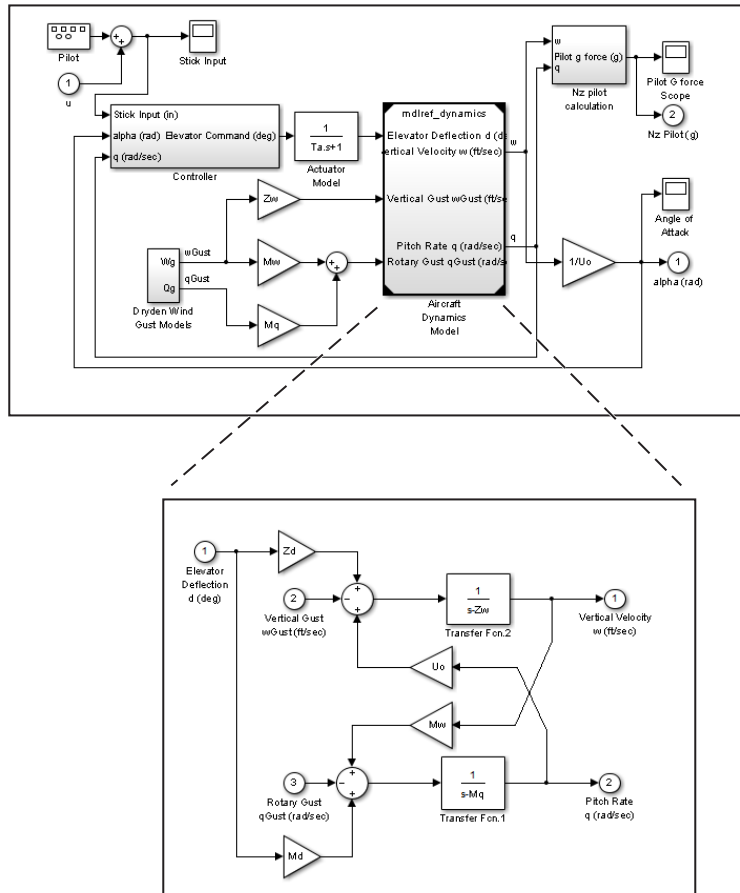 Pilot
+
+
Stick Input
1
u
Stick Input (in)
alpha (rad) Elevator Command (deg)
q (rad/sec)
Controller
1
Ta.s+1
Actuator
Model
mdlref_dynamics
Elevator Deflection d (de
ertical Velocity w (ft/sec)
Vertical Gust wGust (ft/se
Pitch Rate q (rad/sec)
Rotary Gust qGust (rad/s
Aircraft
Dynamics
Model
w
q
w
Pilot g force (g)
q
Nz pilot
calculation
Pilot G force
Scope
2
Nz Pilot (g)
Angle of
Attack
1/Uo
1
alpha (rad)
Zw
Wg
wGust
Qg
qGust
Dryden Wind
Gust Models
Mw
+
+
Mq
1
Elevator
Deflection
d (deg)
Zd
2
Vertical Gust
wGust (ft/sec)
+
−
+
+
1
s-Zw
Transfer Fcn.2
1
Vertical Velocity
w (ft/sec)
Uo
Mw
3
Rotary Gust
qGust (rad/sec)
+
−
+
1
s-Mq
Transfer Fcn.1
2
Pitch Rate
q (rad/sec)
Md